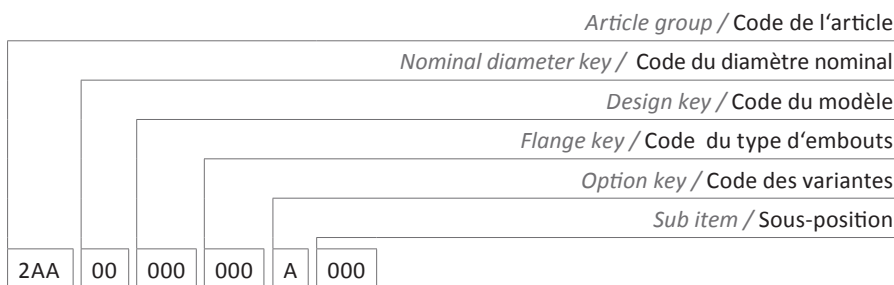 Article group / Code de l‘article
Nominal diameter key / Code du diamètre nominal
Design key / Code du modèle
Flange key / Code du type d‘embouts
Option key / Code des variantes
Sub item / Sous-position
2AA 00 000 000 A 000